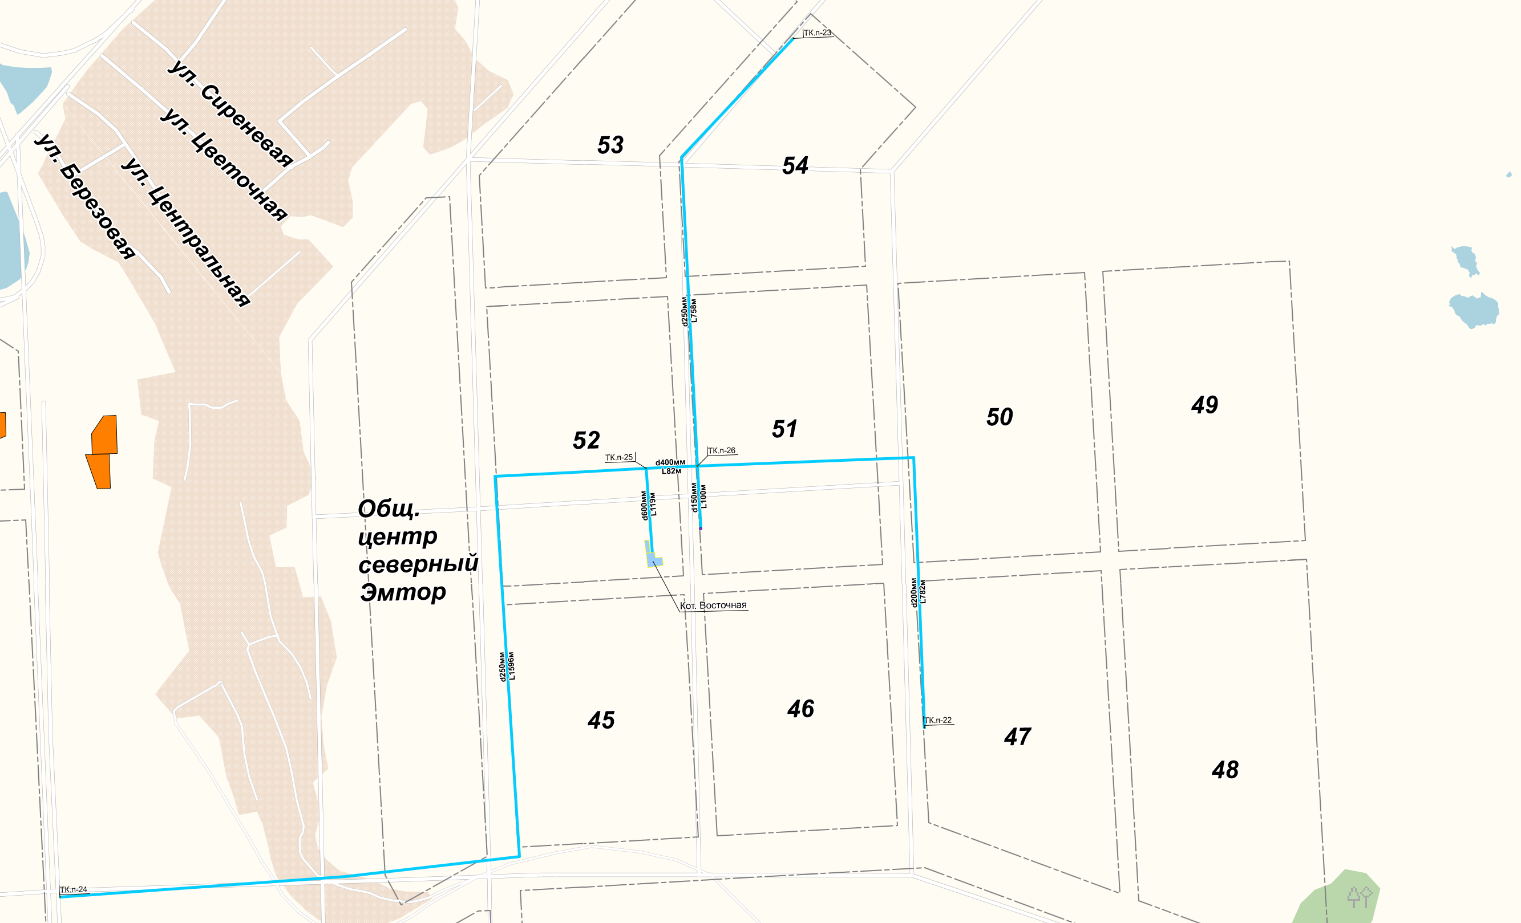 ТК.п-23
ул. Сиреневая
ул. Цветочная
ул. Березовая
ул. Центральная
53
54
d250мм
L758м
49
50
51
52
ТК.п-25
d400мм
L82м
ТК.п-26
d600мм
L119м
d150мм
L100м
Общ.
центр
северный
Эмтор
Кот. Восточная
d200мм
L782м
d250мм
L1596м
45
46
ТК.п-22
47
48
ТК.п-24